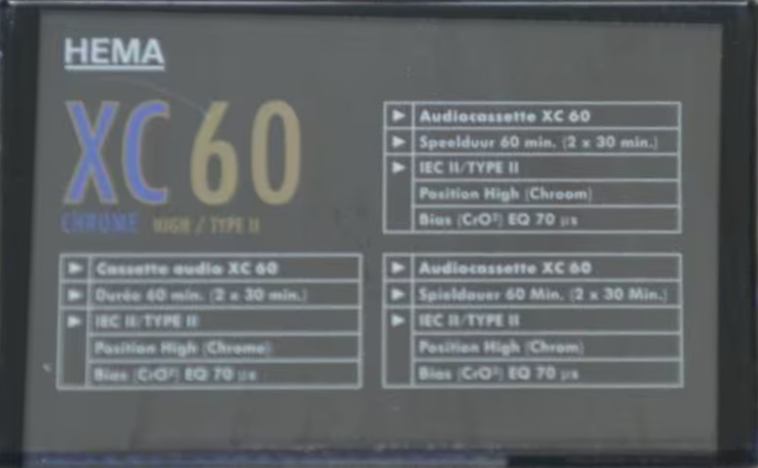 HEMA
XC 60
CHROME HIGH / TYPE II
► Audiocassette XC 60
► Speelduur 60 min. (2 x 30 min.)
► IEC II/TYPE II
Position High (Chroom)
Bias (CrO²) EQ 70 µs
► Cassette audio XC 60
► Durée 60 min. (2 x 30 min.)
► IEC II/TYPE II
Position High (Chrome)
Bias (CrO²) EQ 70 µs
► Audiocassette XC 60
► Spieldauer 60 Min. (2 x 30 Min.)
► IEC II/TYPE II
Position High (Chrom)
Bias (CrO²) EQ 70 µs